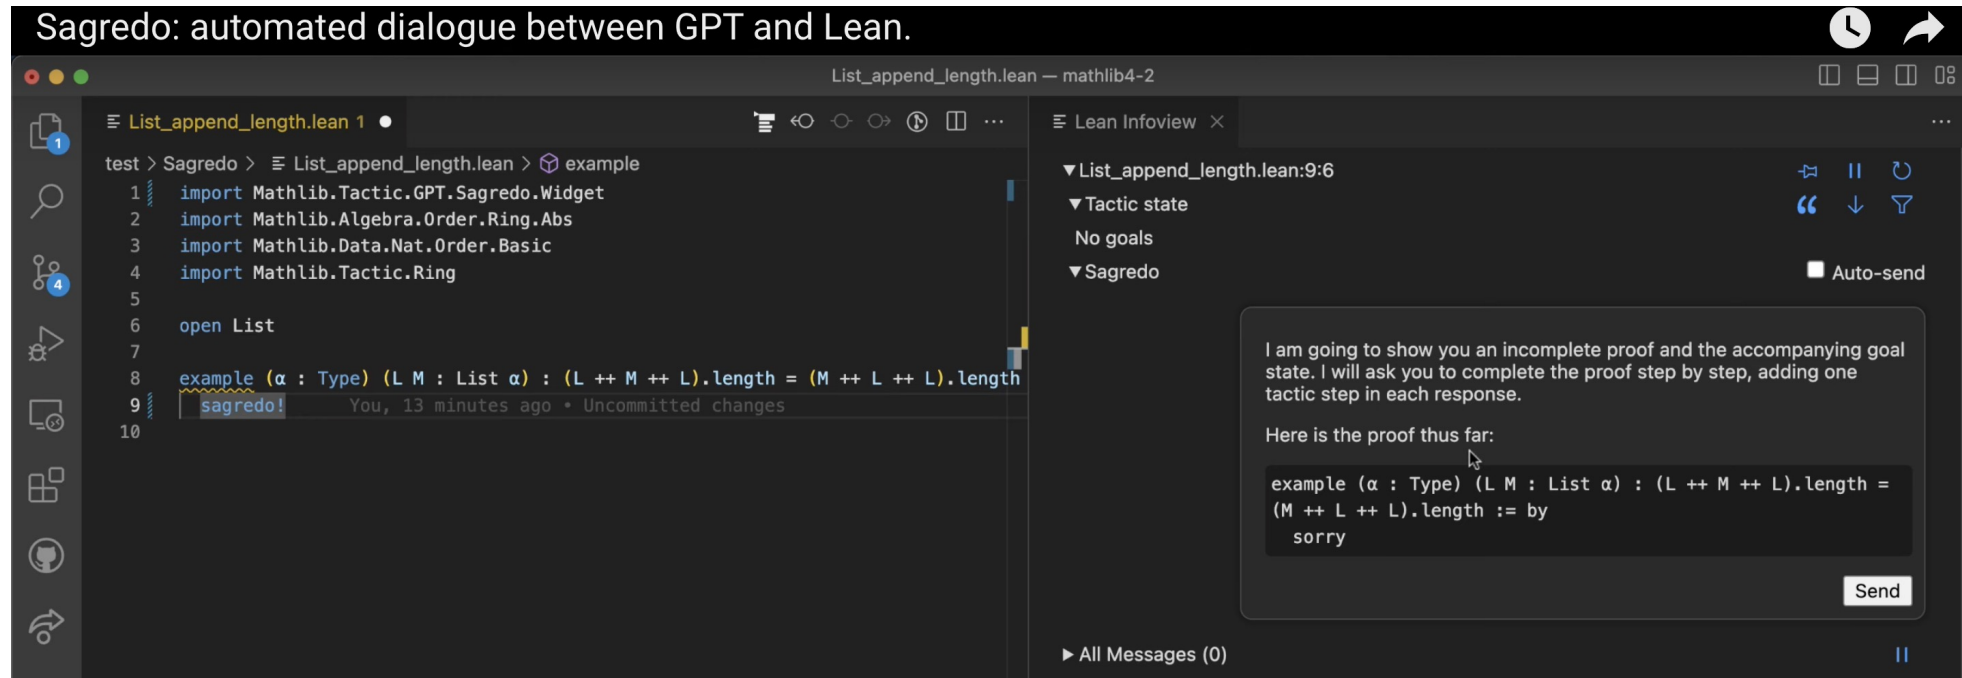 Sagredo: automated dialogue between GPT and Lean.
List_append_length.lean — mathlib4-2
List_append_length.lean 1
Lean Infoview
test > Sagredo > List_append_length.lean > example
1 import Mathlib.Tactic.GPT.Sagredo.Widget
2 import Mathlib.Algebra.Order.Ring.Abs
3 import Mathlib.Data.Nat.Order.Basic
4 import Mathlib.Tactic.Ring
5
6 open List
7
8 example (α : Type) (L M : List α) : (L ++ M ++ L).length = (M ++ L ++ L).length
9 sagredo! You, 13 minutes ago • Uncommitted changes
10
1
4
▼List_append_length.lean:9:6
▼Tactic state
No goals
▼Sagredo
Auto-send
I am going to show you an incomplete proof and the accompanying goal
state. I will ask you to complete the proof step by step, adding one
tactic step in each response.
Here is the proof thus far:
example (α : Type) (L M : List α) : (L ++ M ++ L).length =
(M ++ L ++ L).length := by
sorry
Send
▶All Messages (0)